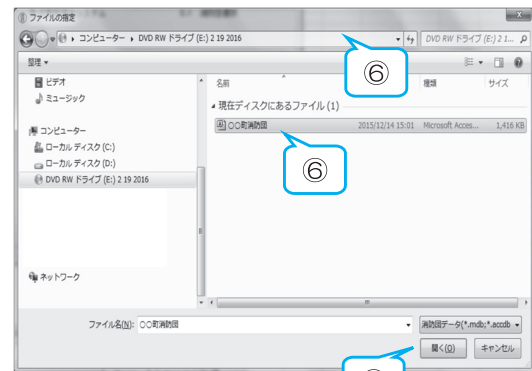 ファイルの指定
コンピューター ▸ DVD RW ドライブ (E:) 2 19 2016
DVD RW ドライブ (E:) 2 1...
整理
ビデオ
ミュージック
コンピューター
ローカル ディスク (C:)
ローカル ディスク (D:)
DVD RW ドライブ (E:) 2 19 2016
ネットワーク
名前 種類 サイズ
⑥
現在ディスクにあるファイル (1)
〇〇町消防団 2015/12/14 15:01 Microsoft Acces... 1,416 KB
⑥
ファイル名(N): 〇〇町消防団
消防団データ(*.mdb;*.accdb
開く(O) キャンセル